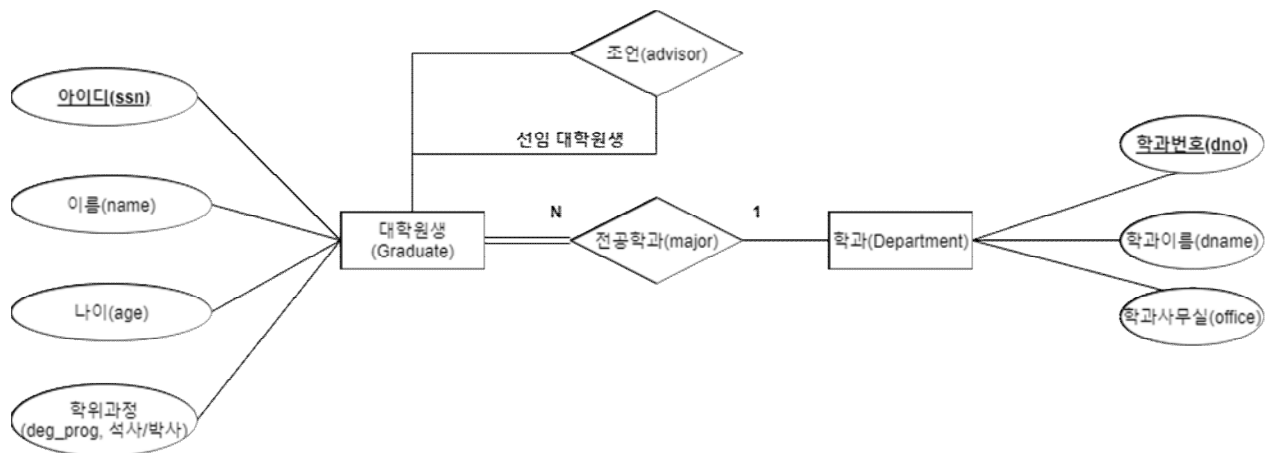 조언(advisor)
아이디(ssn)
선임 대학원생
학과번호(dno)
이름(name)
N
1
대학원생
(Graduate)
전공학과(major)
학과(Department)
학과이름(dname)
나이(age)
학과사무실(office)
학위과정
(deg_prog, 석사/박사)